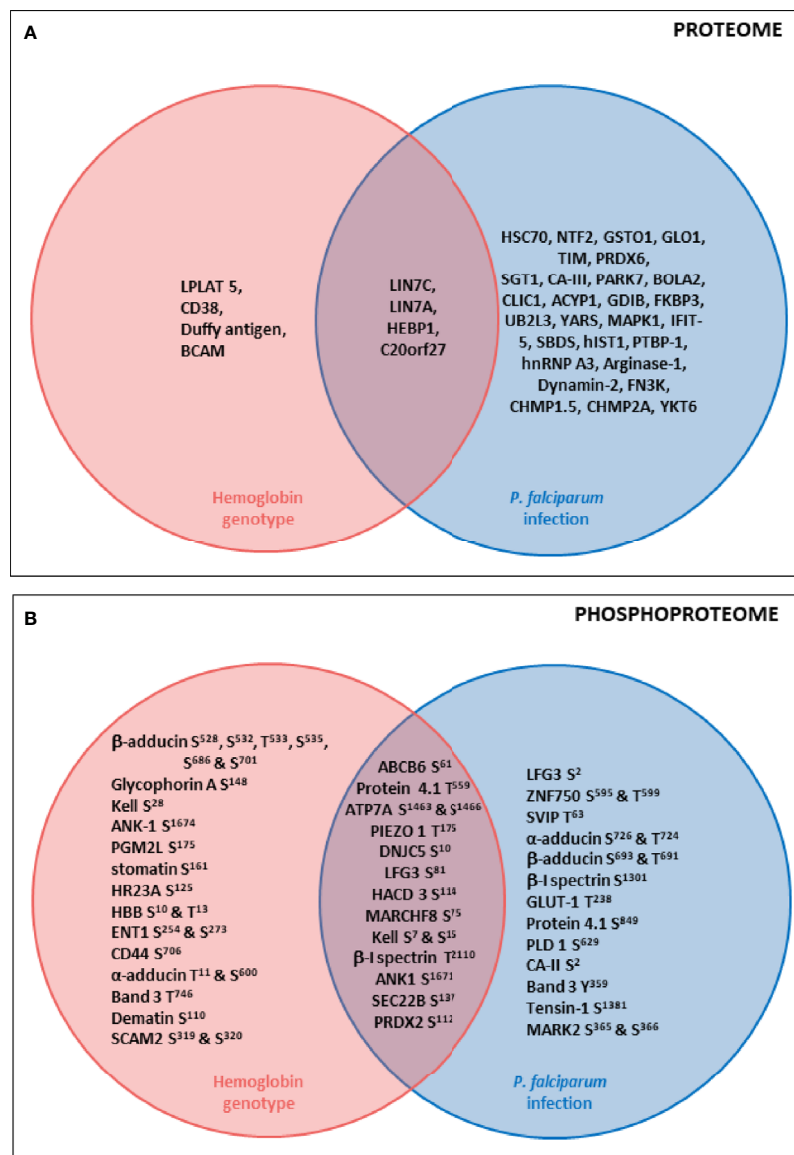 A
PROTEOME
LPLAT 5,
CD38,
Duffy antigen,
BCAM
LIN7C,
LIN7A,
HEBP1,
C20orf27
HSC70, NTF2, GSTO1, GLO1,
TIM, PRDX6,
SGT1, CA-III, PARK7, BOLA2,
CLIC1, ACYP1, GDIB, FKBP3,
UB2L3, YARS, MAPK1, IFIT-
5, SBDS, hIST1, PTBP-1,
hnRNP A3, Arginase-1,
Dynamin-2, FN3K,
CHMP1.5, CHMP2A, YKT6
Hemoglobin
genotype
P. falciparum
infection
B
PHOSPHOPROTEOME
β-adducin S528, S532, T533, S535,
S686 & S701
Glycophorin A S148
Kell S28
ANK-1 S1674
PGM2L S175
stomatin S161
HR23A S125
HBB S10 & T13
ENT1 S254 & S273
CD44 S706
α-adducin T11 & S600
Band 3 T746
Dematin S110
SCAM2 S319 & S320
ABCB6 S61
Protein 4.1 T559
ATP7A S1463 & S1466
PIEZO 1 T175
DNJC5 S10
LFG3 S81
HACD 3 S114
MARCHF8 S75
Kell S7 & S15
β-I spectrin T2110
ANK1 S1671
SEC22B S137
PRDX2 S112
LFG3 S2
ZNF750 S595 & T599
SVIP T63
α-adducin S726 & T724
β-adducin S693 & T691
β-I spectrin S1301
GLUT-1 T238
Protein 4.1 S849
PLD 1 S629
CA-II S2
Band 3 Y359
Tensin-1 S1381
MARK2 S365 & S366
Hemoglobin
genotype
P. falciparum
infection